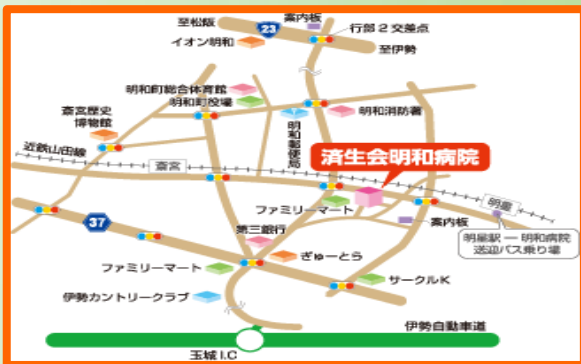 至松阪
23
案内板
行部2交差点
イオン明和
至伊勢
明和町総合体育館
明和町役場
斎宮歴史
博物館
明和郵便局
明和消防署
近鉄山田線
斎宮
済生会明和病院
明星
ファミリーマート
案内板
37
第三銀行
明星駅 ― 明和病院
送迎バス乗り場
ぎゅーとら
ファミリーマート
サークルK
伊勢カントリークラブ
伊勢自動車道
玉城I.C